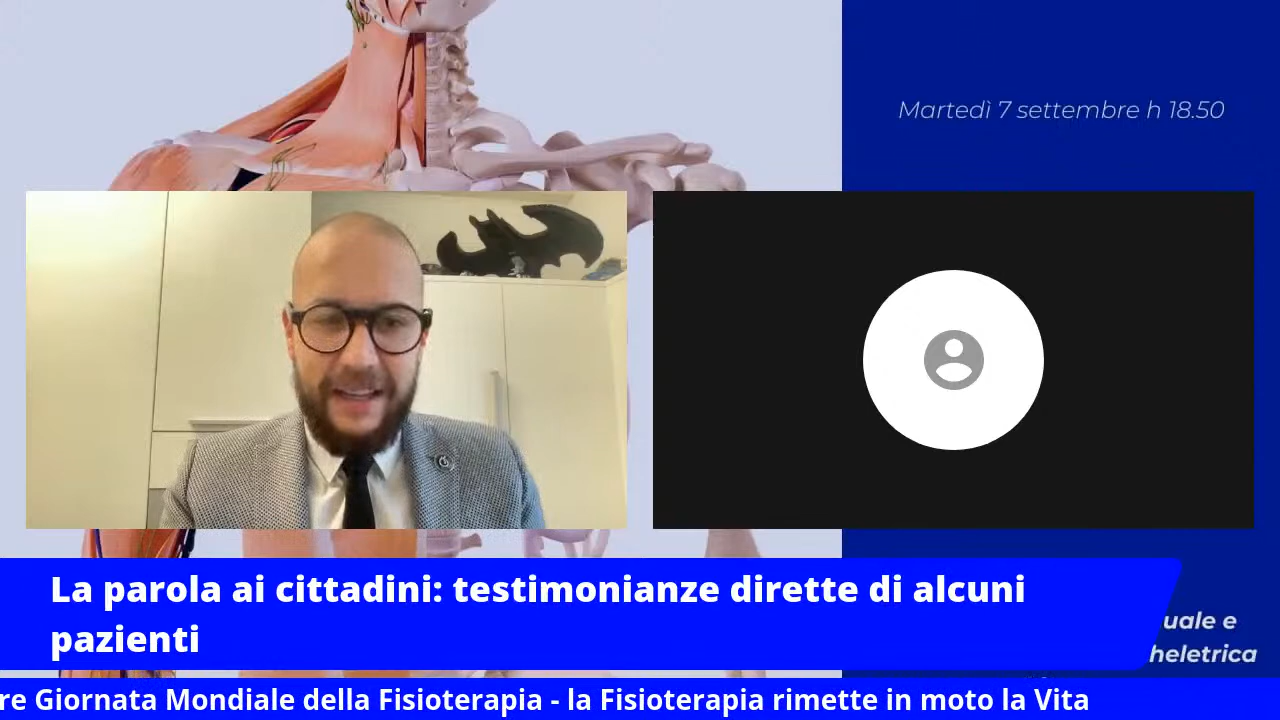 Martedì 7 settembre h 18.50
La parola ai cittadini: testimonianze dirette di alcuni
pazienti
uale e
heletrica
re Giornata Mondiale della Fisioterapia - la Fisioterapia rimette in moto la Vita